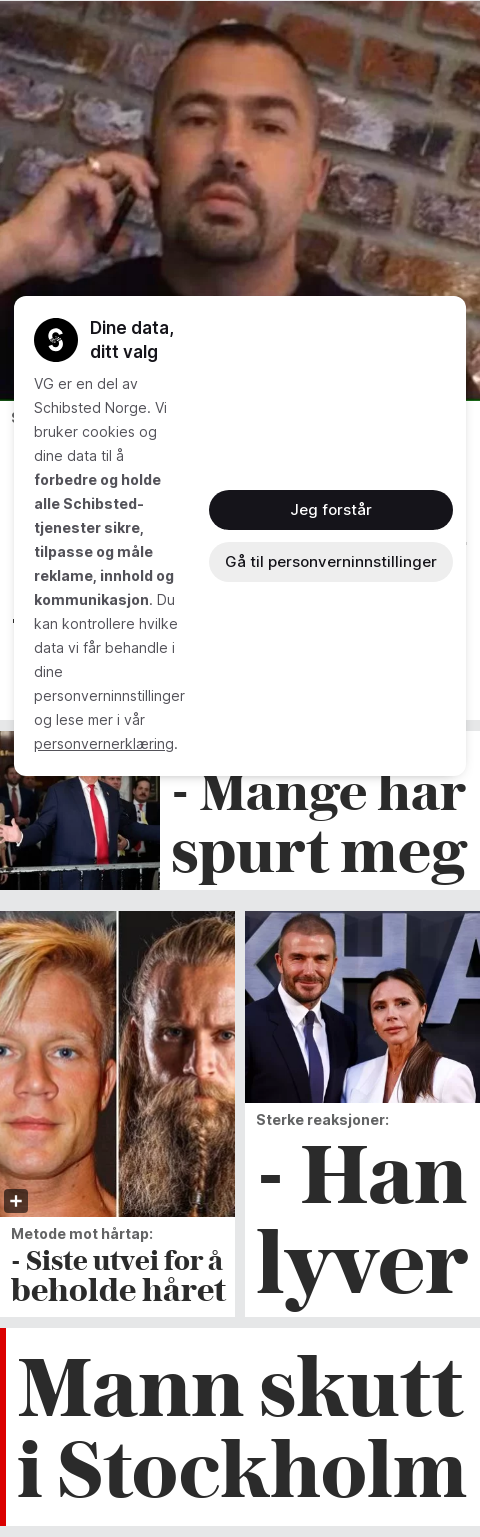 Dine data,
ditt valg
VG er en del av
Schibsted Norge. Vi
bruker cookies og
dine data til å
forbedre og holde
alle Schibsted-
tjenester sikre,
tilpasse og måle
reklame, innhold og
kommunikasjon. Du
kan kontrollere hvilke
data vi får behandle i
dine
personverninnstillinger
og lese mer i vår
personvernerklæring.
Jeg forstår
Gå til personverninnstillinger
- Mange har
spurt meg
Metode mot hårtap:
- Siste utvei for å
beholde håret
KHA
Sterke reaksjoner:
- Han
lyver
Mann skutt
i Stockholm